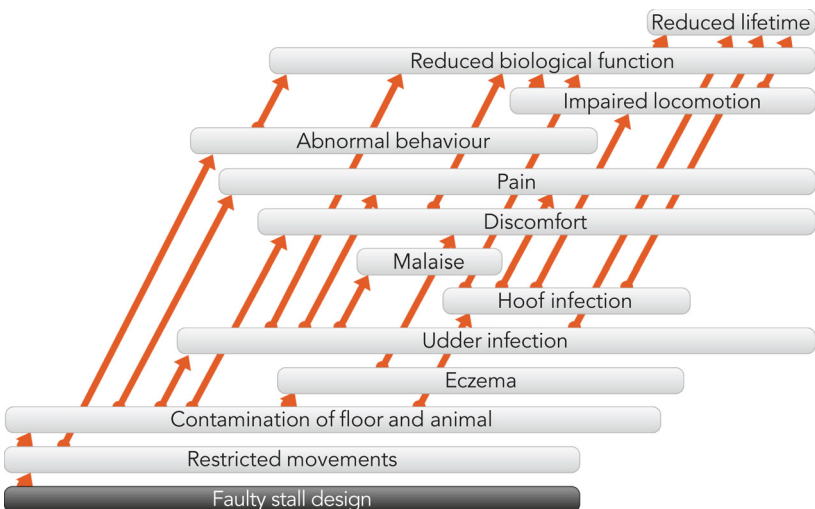 Reduced lifetime
Reduced biological function
Impaired locomotion
Abnormal behaviour
Pain
Discomfort
Malaise
Hoof infection
Udder infection
Eczema
Contamination of floor and animal
Restricted movements
Faulty stall design